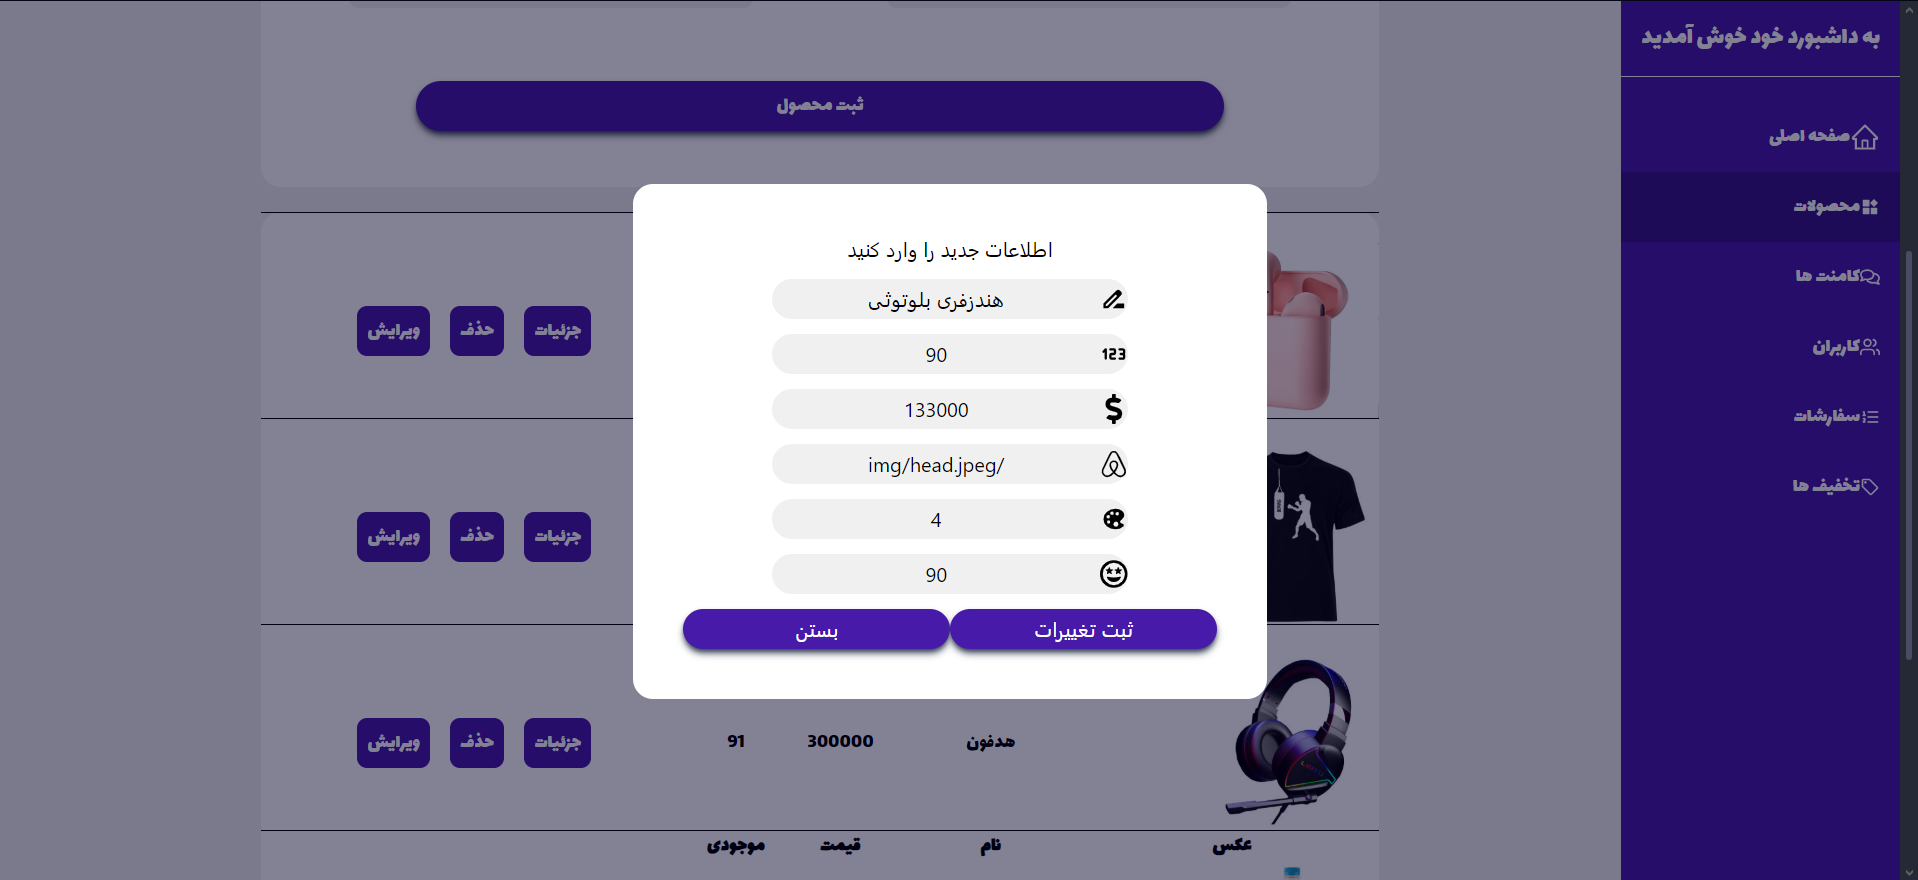 به داشبورد خود خوش آمدید
صفحه اصلی
محصولات
کامنت ها
کاربران
سفارشات
تخفیف ها
ثبت محصول
اطلاعات جدید را وارد کنید
هندزفری بلوتوثی
90
123
133000
$
img/head.jpeg/
4
90
ثبت تغییرات
بستن
جزئیات حذف ویرایش
جزئیات حذف ویرایش
هدفون 300000 91 جزئیات حذف ویرایش
عکس نام قیمت موجودی